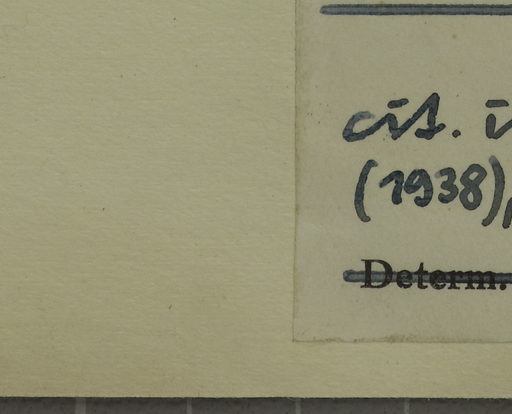 cit. i
(1938),
Determ.